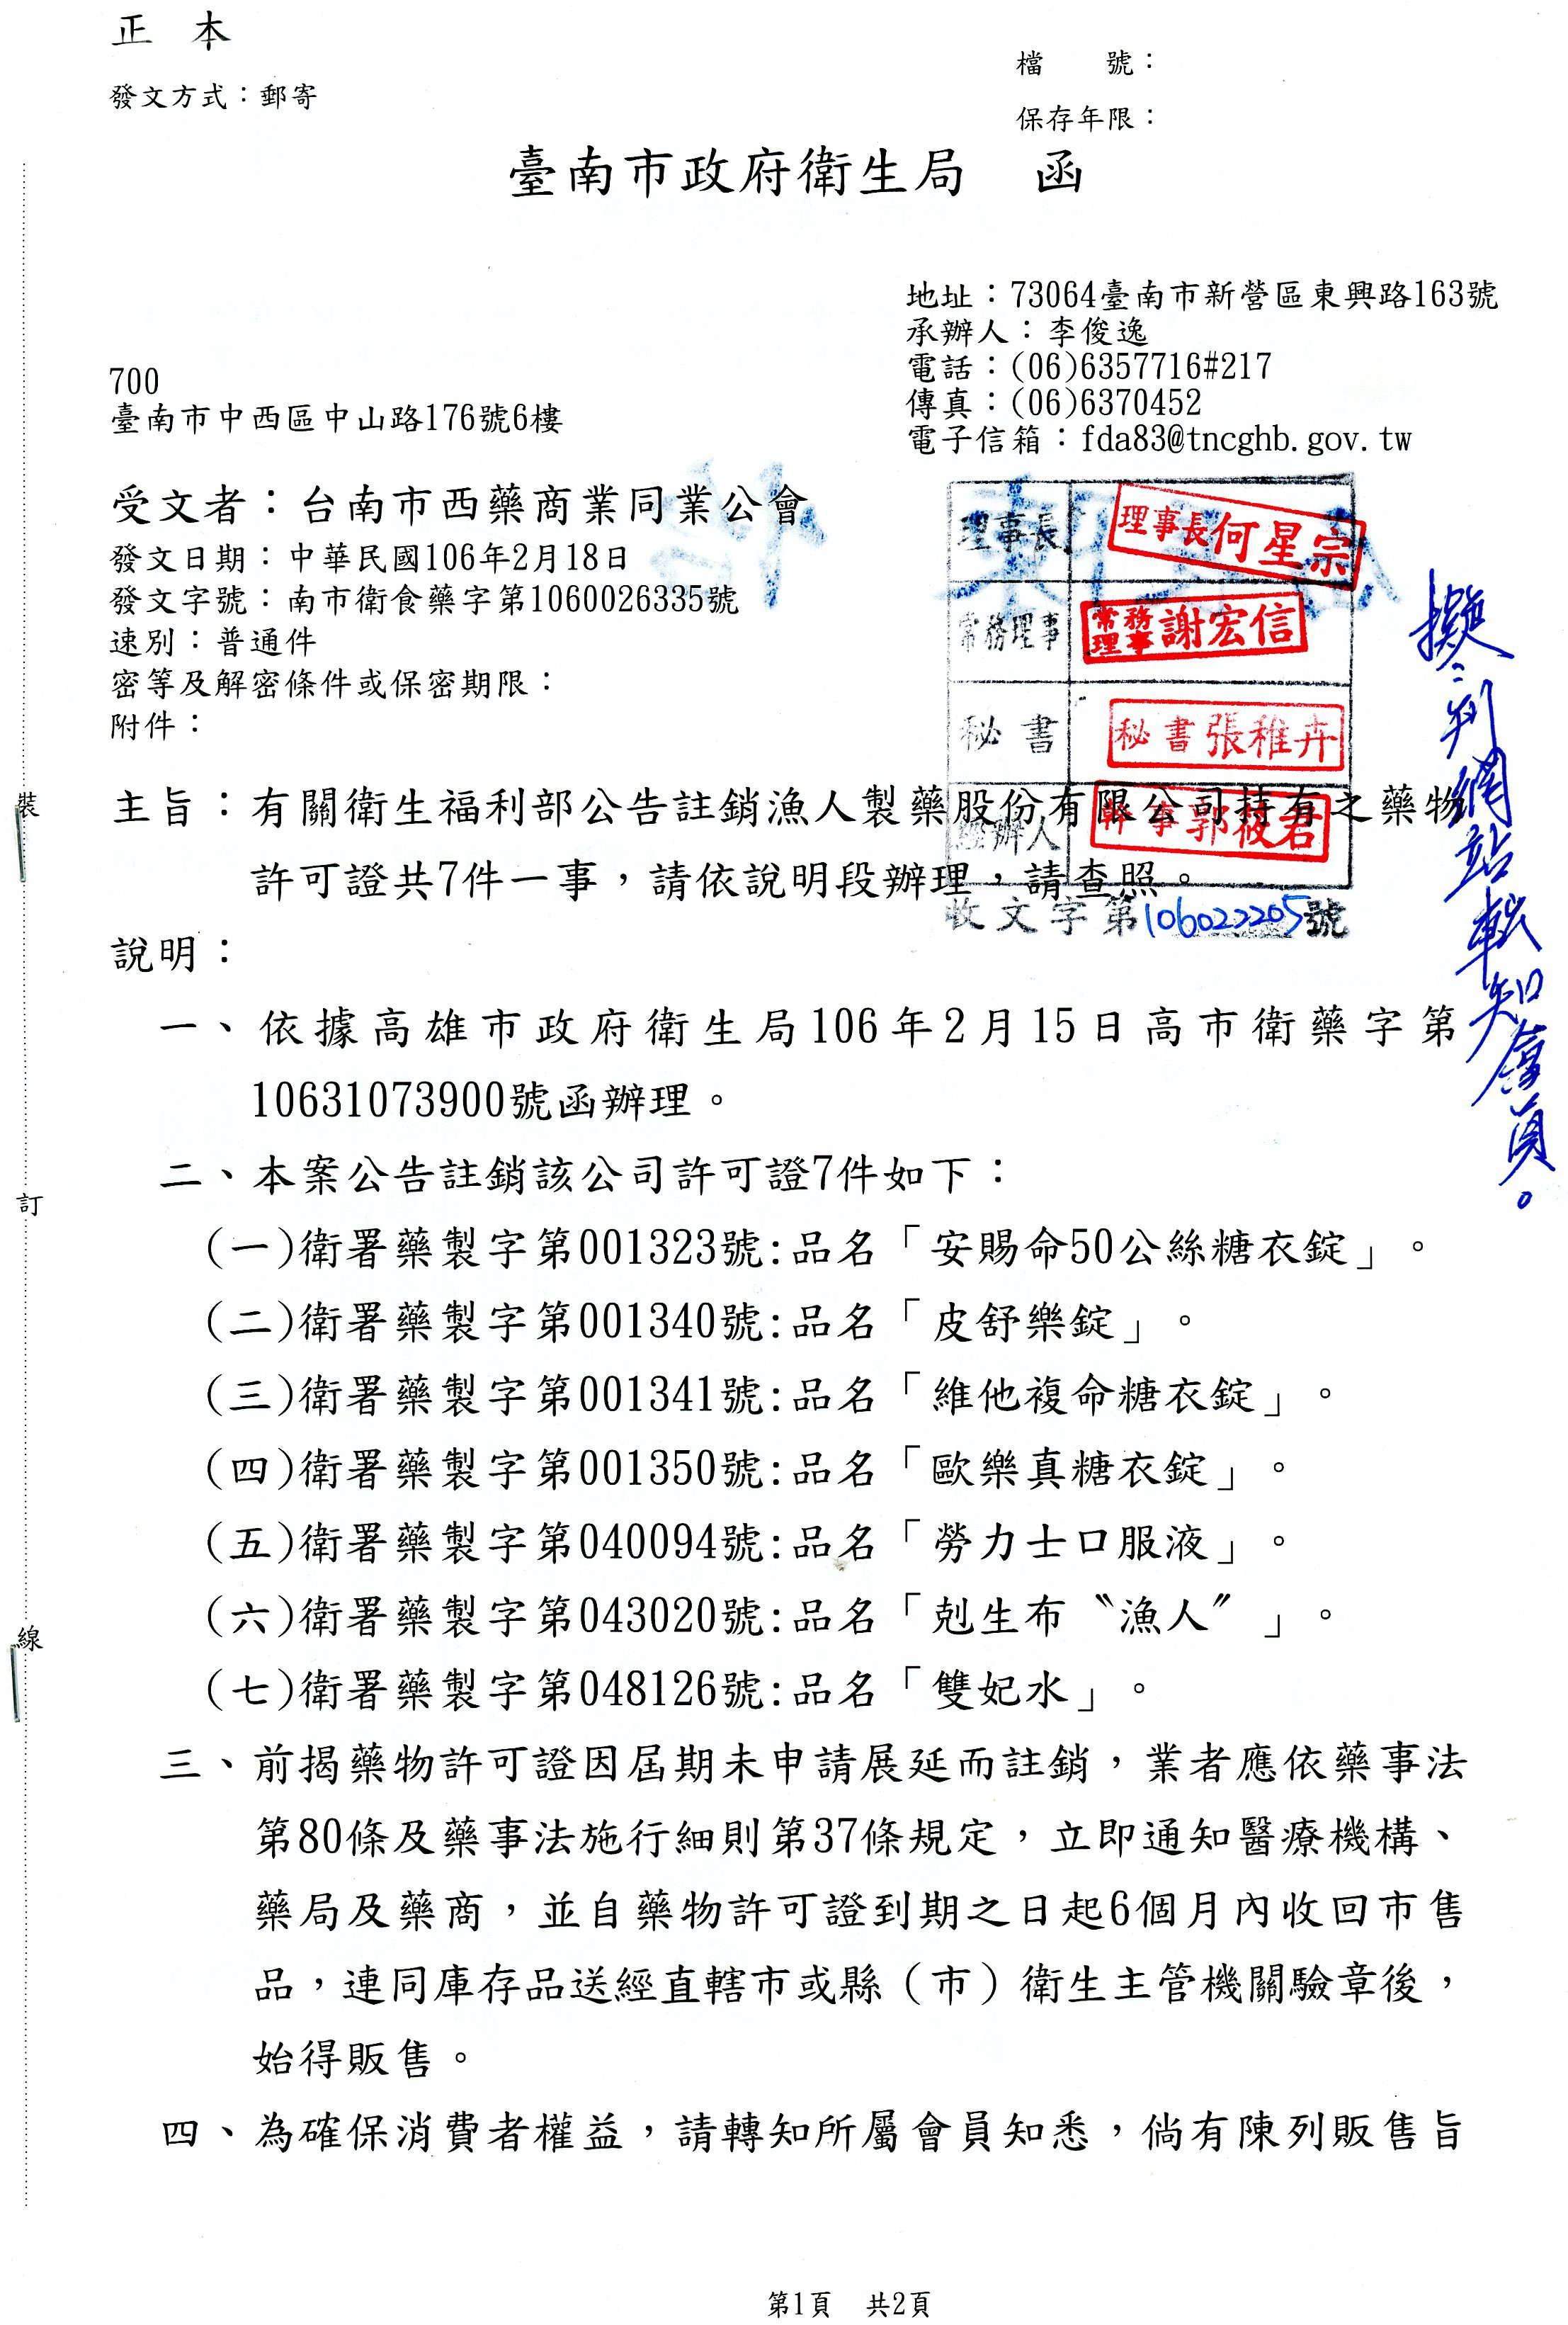 正本
檔　　號：
發文方式：郵寄
保存年限：
臺南市政府衛生局　函
地址：73064臺南市新營區東興路163號
承辦人：李俊逸
電話：(06)6357716#217
傳真：(06)6370452
電子信箱：fda83@tncghb.gov.tw
700
臺南市中西區中山路176號6樓
受文者：台南市西藥商業同業公會
發文日期：中華民國106年2月18日
發文字號：南市衛食藥字第1060026335號
速別：普通件
密等及解密條件或保密期限：
附件：
理事長 理事長何星宗
常務理事 常務理事謝宏信
秘書 秘書張稚卉
經辦人 幹事郭筱君
收文字第106022205號
擬:刊網站轉知會員。
主旨：有關衛生福利部公告註銷漁人製藥股份有限公司持有之藥物
許可證共7件一事，請依說明段辦理，請查照。
說明：
一、依據高雄市政府衛生局106年2月15日高市衛藥字第
10631073900號函辦理。
二、本案公告註銷該公司許可證7件如下：
(一)衛署藥製字第001323號:品名「安賜命50公絲糖衣錠」。
(二)衛署藥製字第001340號:品名「皮舒樂錠」。
(三)衛署藥製字第001341號:品名「維他複命糖衣錠」。
(四)衛署藥製字第001350號:品名「歐樂真糖衣錠」。
(五)衛署藥製字第040094號:品名「勞力士口服液」。
(六)衛署藥製字第043020號:品名「剋生布〝漁人〞」。
(七)衛署藥製字第048126號:品名「雙妃水」。
三、前揭藥物許可證因屆期未申請展延而註銷，業者應依藥事法
第80條及藥事法施行細則第37條規定，立即通知醫療機構、
藥局及藥商，並自藥物許可證到期之日起6個月內收回市售
品，連同庫存品送經直轄市或縣（市）衛生主管機關驗章後，
始得販售。
四、為確保消費者權益，請轉知所屬會員知悉，倘有陳列販售旨
裝
訂
線
第1頁　共2頁